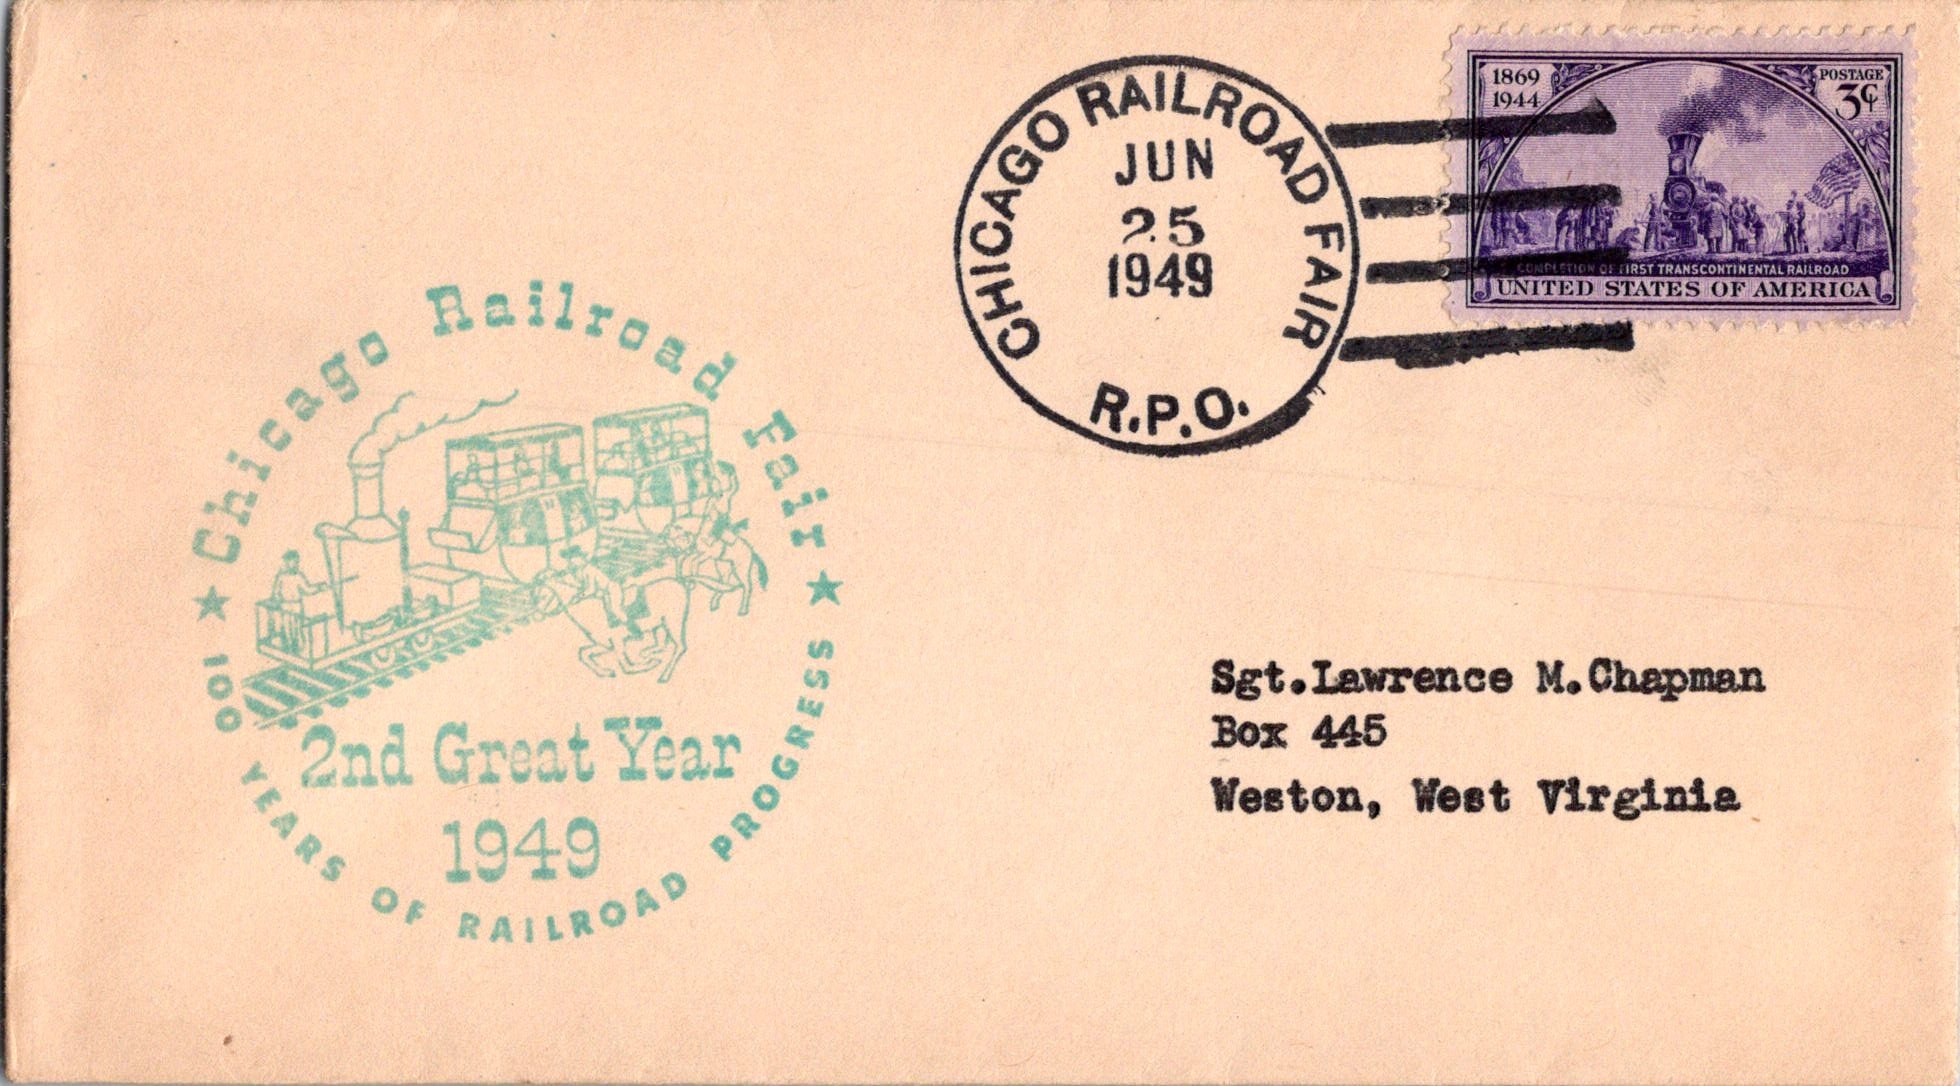 CHICAGO RAILROAD FAIR
JUN
25
1949
R.P.O.
1869
1944
POSTAGE
3¢
COMPLETION OF FIRST TRANSCONTINENTAL RAILROAD
UNITED STATES OF AMERICA
Chicago Railroad Fair
2nd Great Year
1949
100 YEARS OF RAILROAD PROGRESS
Sgt.Lawrence M.Chapman
Box 445
Weston, West Virginia